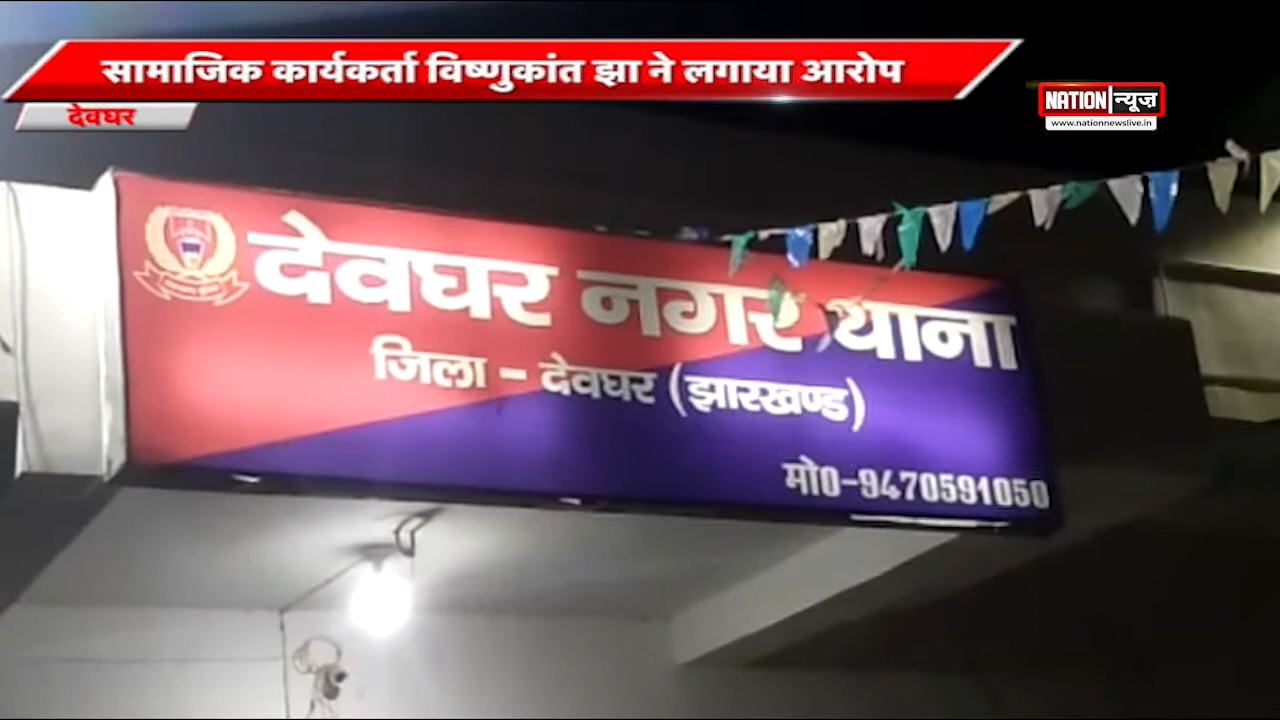 सामाजिक कार्यकर्ता विष्णुकांत झा ने लगाया आरोप
देवघर
NATION न्यूज़
www.nationnewslive.in
देवघर नगर थाना
जिला - देवघर (झारखण्ड)
मो0-9470591050